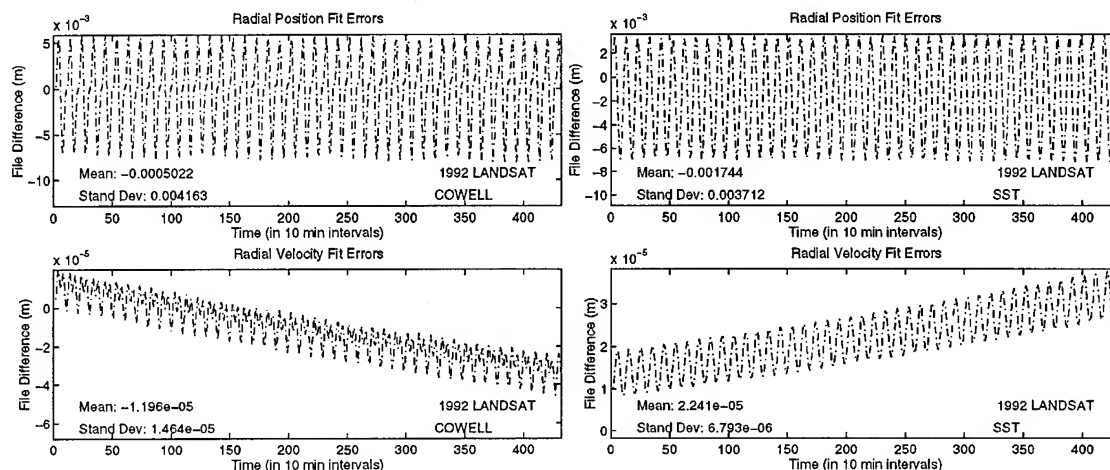 Radial Position Fit Errors
x 10⁻³
5
0
−5
−10
File Difference (m)
Mean: −0.0005022
1992 LANDSAT
Stand Dev: 0.004163
COWELL
0 50 100 150 200 250 300 350 400
Time (in 10 min intervals)
Radial Position Fit Errors
x 10⁻³
2
0
−2
−4
−6
−8
−10
File Difference (m)
Mean: −0.001744
1992 LANDSAT
Stand Dev: 0.003712
SST
0 50 100 150 200 250 300 350 400
Time (in 10 min intervals)
Radial Velocity Fit Errors
x 10⁻⁵
0
−2
−4
−6
File Difference (m)
Mean: −1.196e−05
1992 LANDSAT
Stand Dev: 1.464e−05
COWELL
0 50 100 150 200 250 300 350 400
Time (in 10 min intervals)
Radial Velocity Fit Errors
x 10⁻⁵
3
2
1
0
File Difference (m)
Mean: 2.241e−05
1992 LANDSAT
Stand Dev: 6.793e−06
SST
0 50 100 150 200 250 300 350 400
Time (in 10 min intervals)